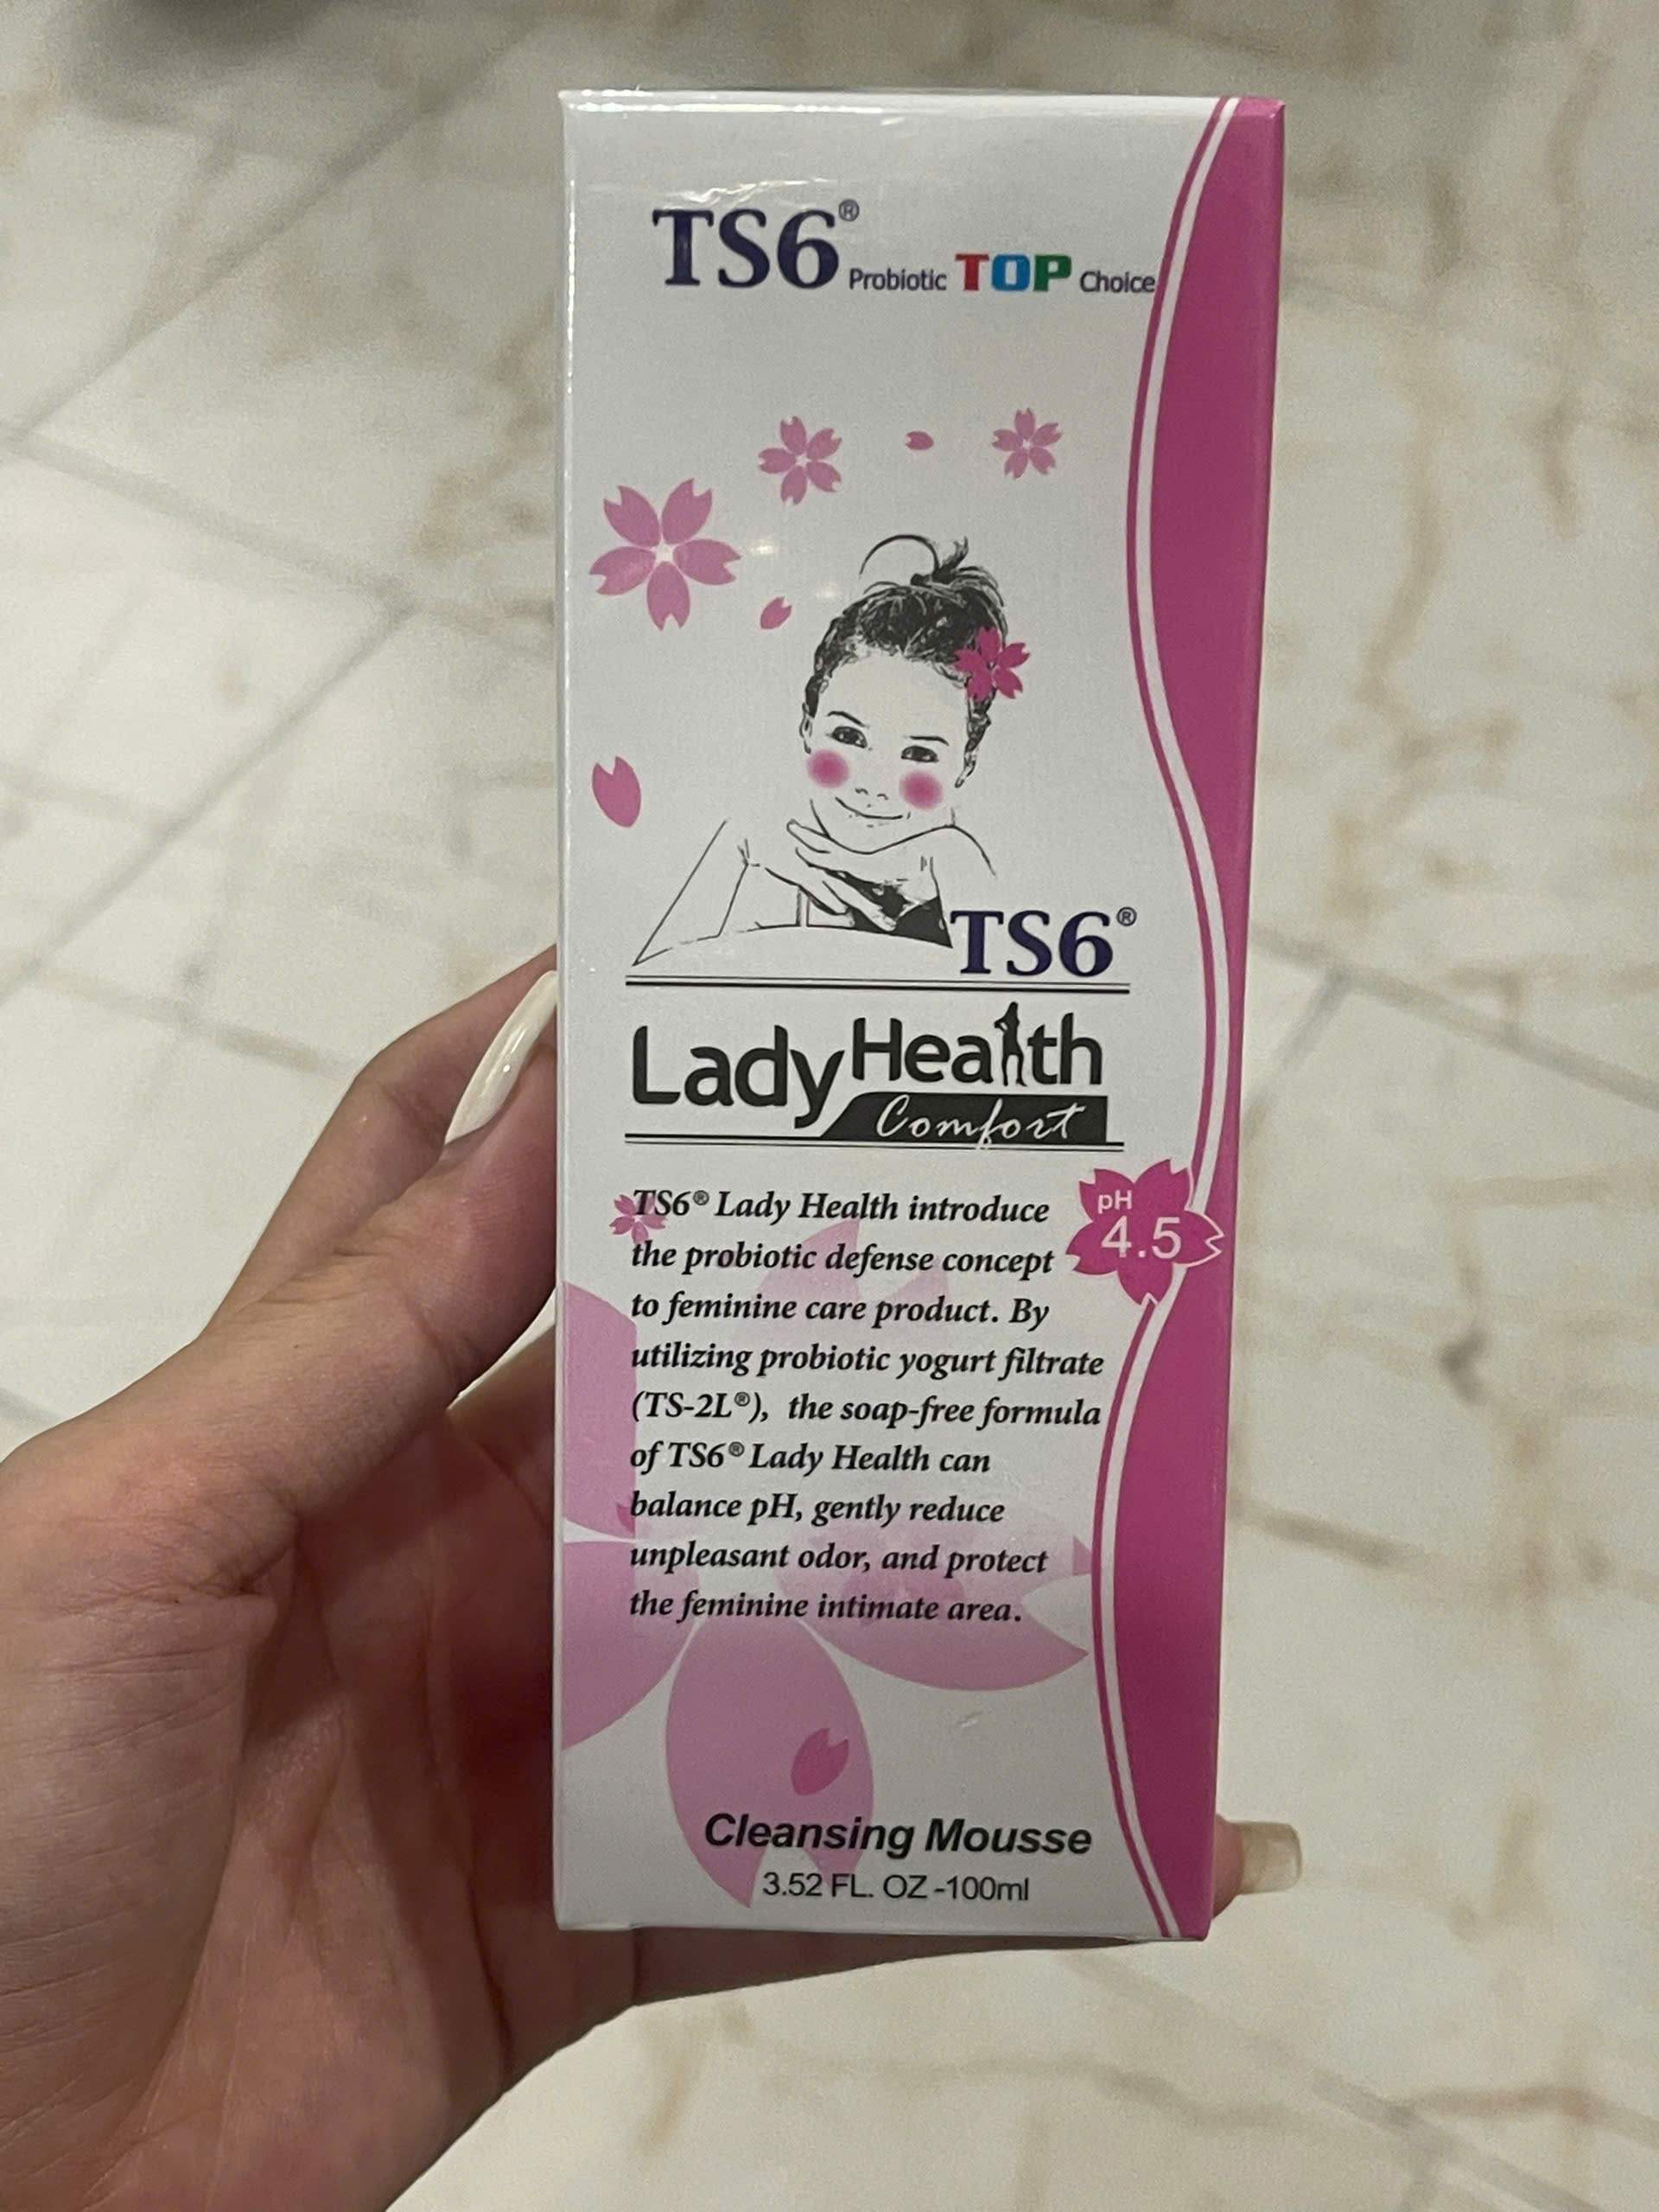 TS6® Probiotic TOP Choice
TS6®
Lady Health
Comfort
pH
4.5
TS6® Lady Health introduce
the probiotic defense concept
to feminine care product. By
utilizing probiotic yogurt filtrate
(TS-2L®), the soap-free formula
of TS6® Lady Health can
balance pH, gently reduce
unpleasant odor, and protect
the feminine intimate area.
Cleansing Mousse
3.52 FL. OZ -100ml